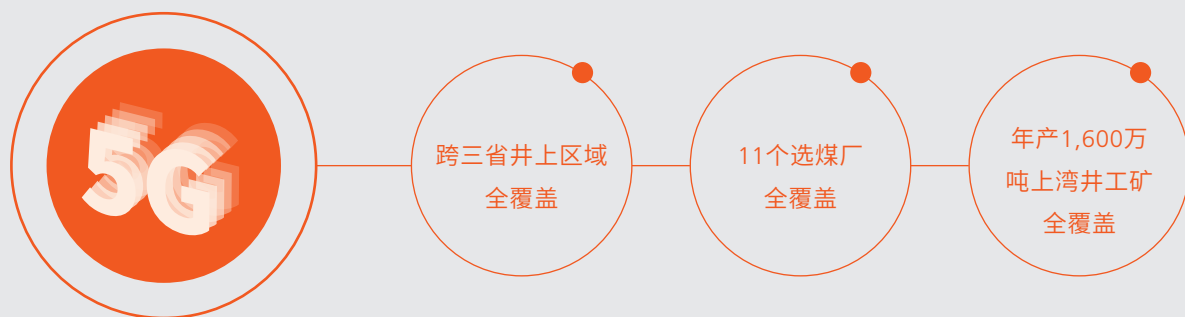 5G
跨三省井上区域
全覆盖
11个选煤厂
全覆盖
年产1,600万
吨上湾井工矿
全覆盖